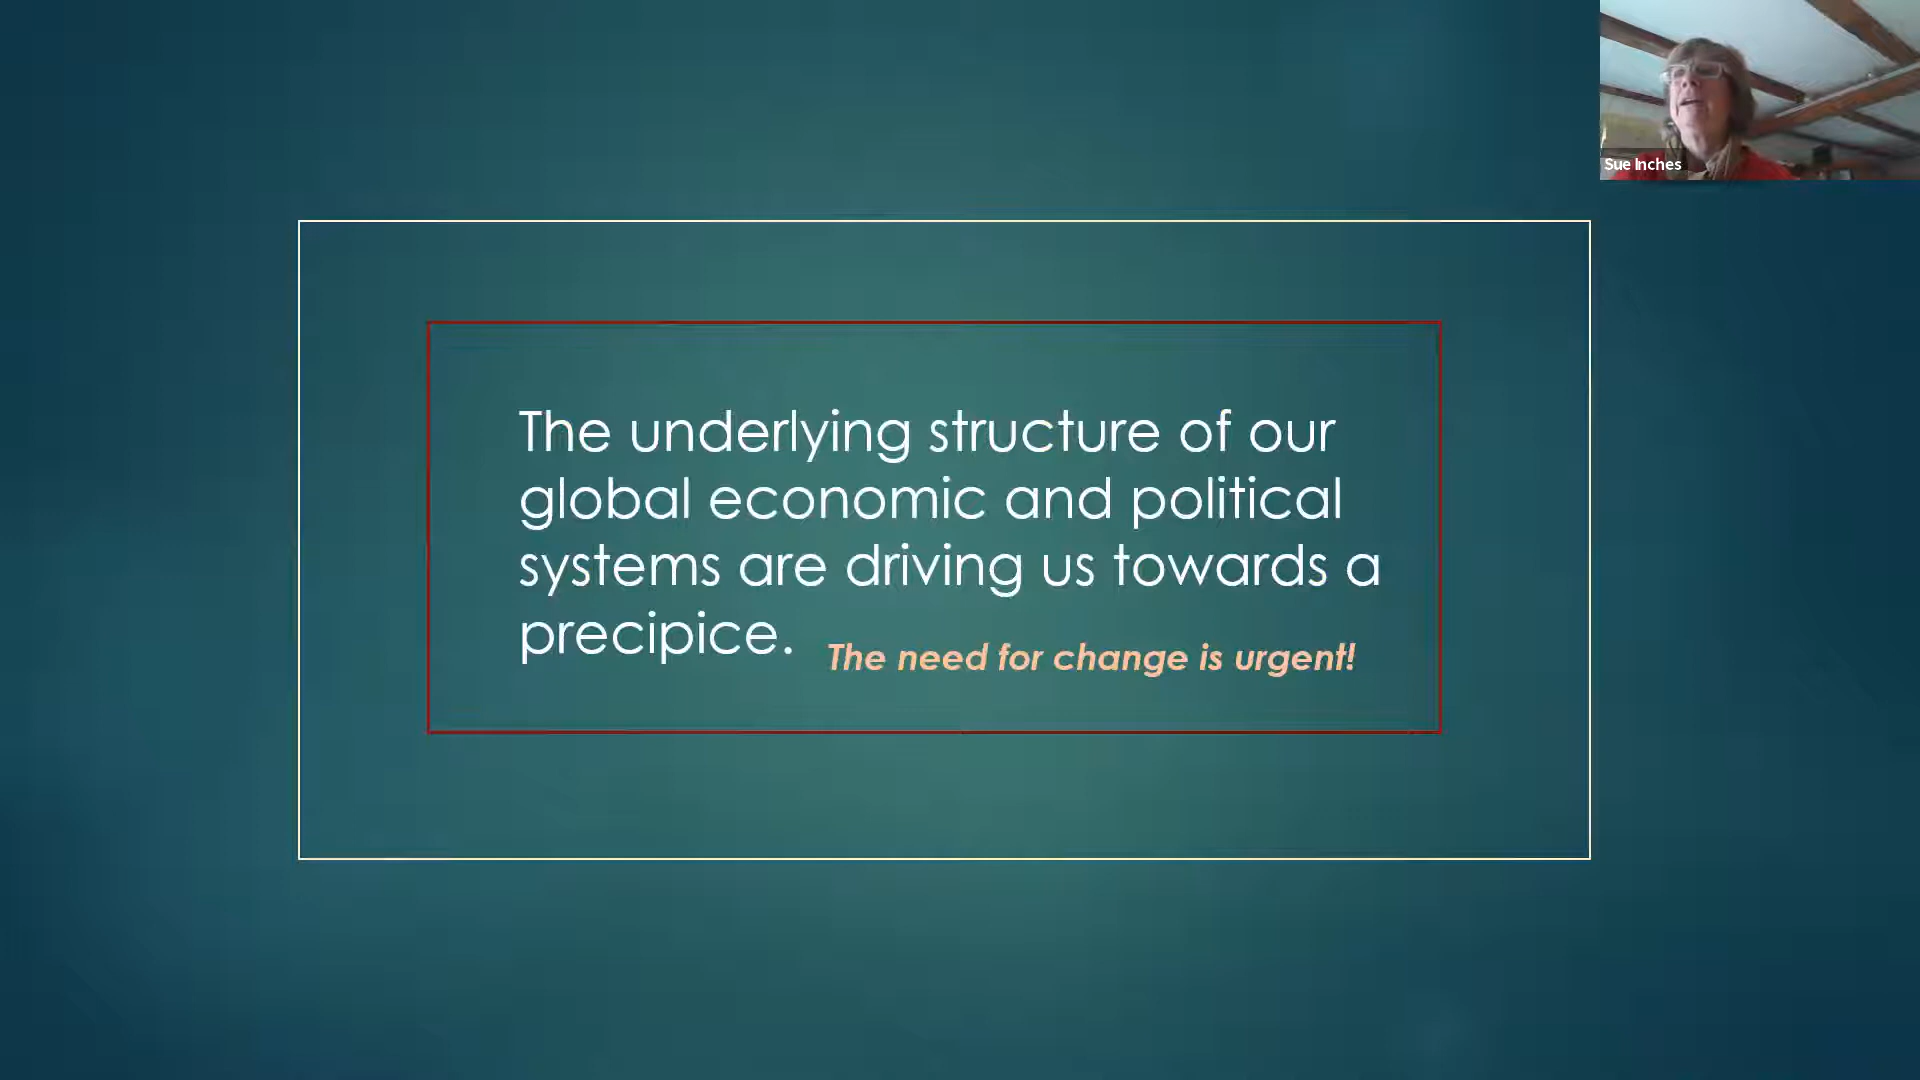 Sue Inches
The underlying structure of our
global economic and political
systems are driving us towards a
precipice.
The need for change is urgent!